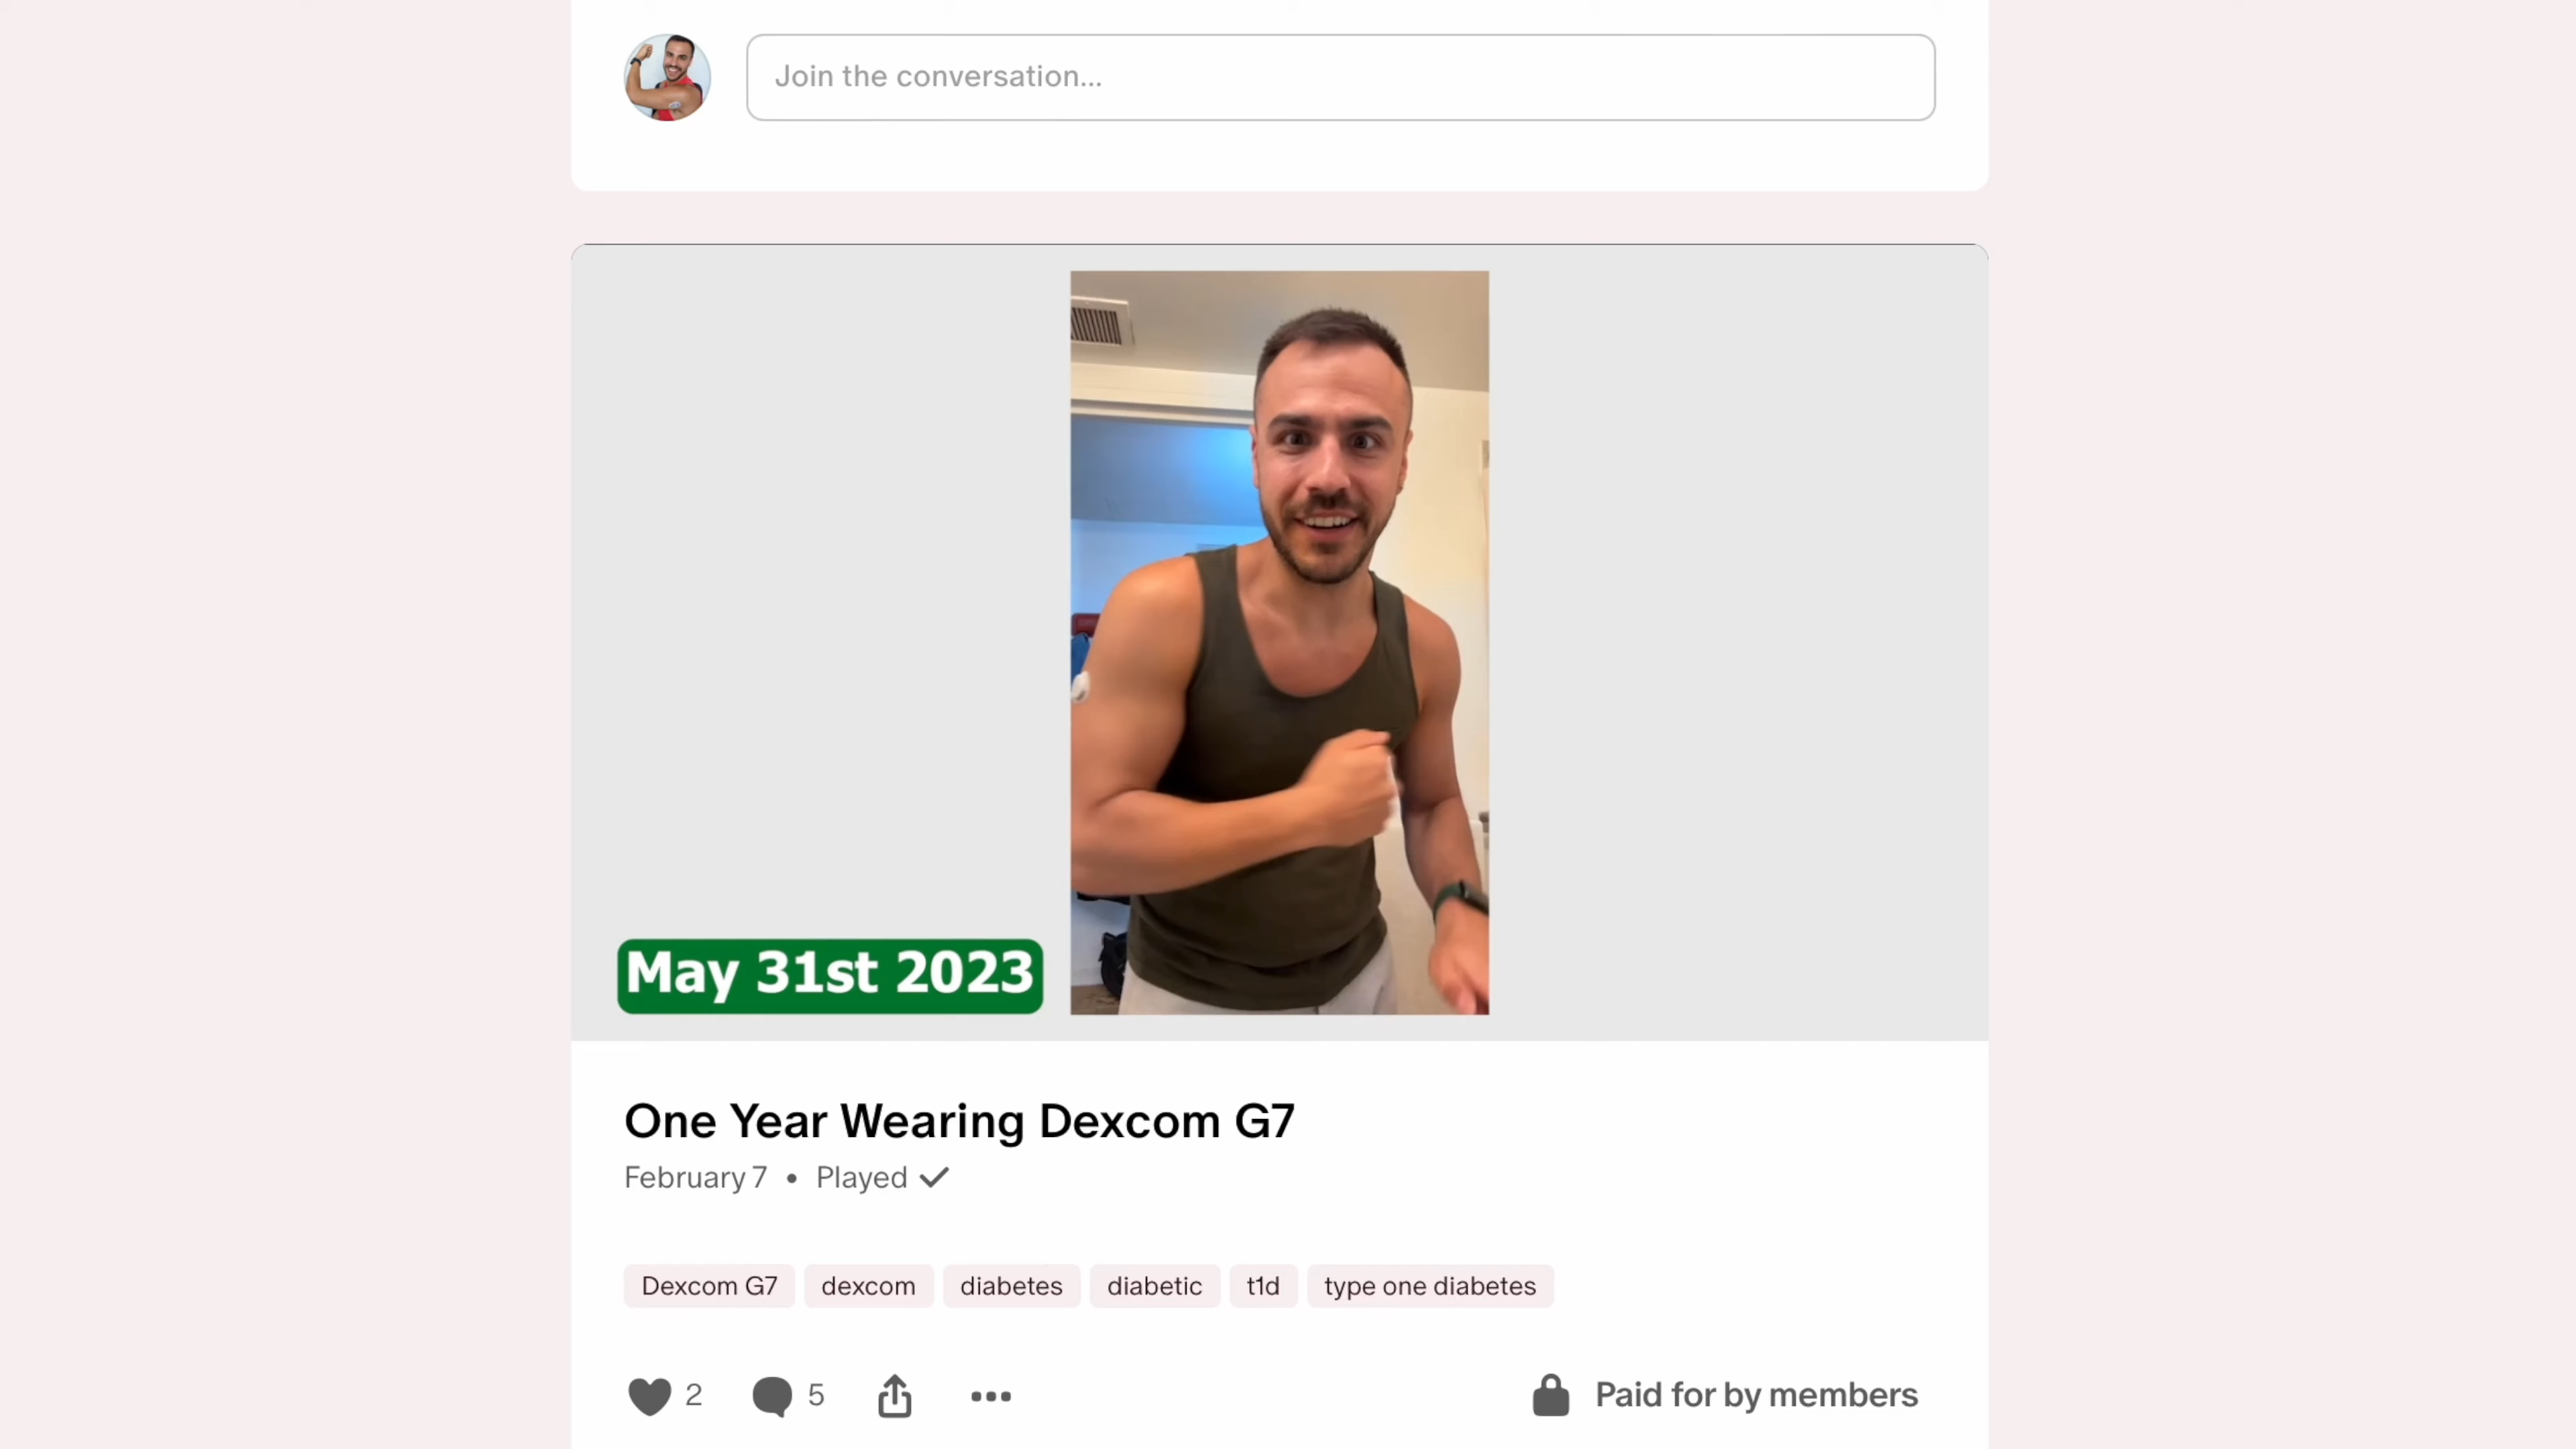 Join the conversation...
May 31st 2023
One Year Wearing Dexcom G7
February 7 • Played
Dexcom G7 dexcom diabetes diabetic t1d type one diabetes
2 5 Paid for by members